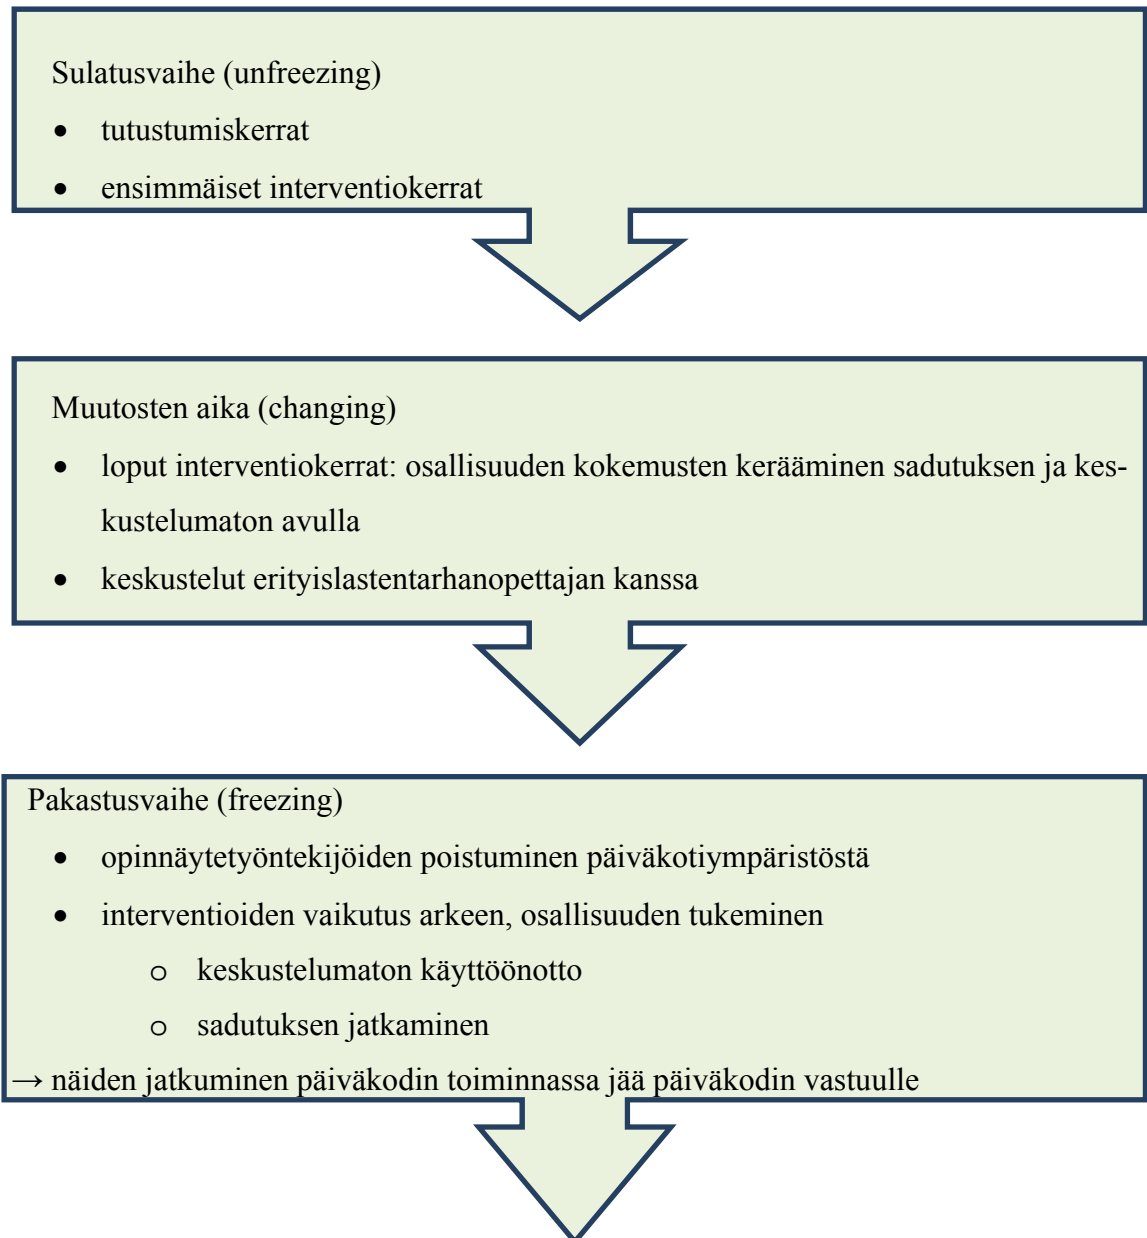 Sulatusvaihe (unfreezing)
• tutustumiskerrat
• ensimmäiset interventiokerrat
Muutosten aika (changing)
• loput interventiokerrat: osallisuuden kokemusten kerääminen sadutuksen ja kes-
kustelumaton avulla
• keskustelut erityislastentarhanopettajan kanssa
Pakastusvaihe (freezing)
• opinnäytetyöntekijöiden poistuminen päiväkotiympäristöstä
• interventioiden vaikutus arkeen, osallisuuden tukeminen
o keskustelumaton käyttöönotto
o sadutuksen jatkaminen
→ näiden jatkuminen päiväkodin toiminnassa jää päiväkodin vastuulle